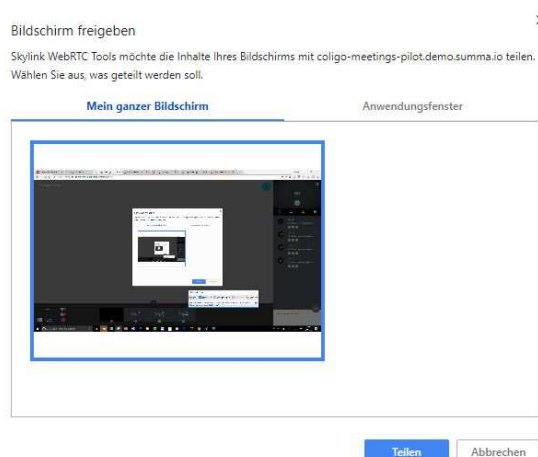 Bildschirm freigeben
Skylink WebRTC Tools möchte die Inhalte Ihres Bildschirms mit coligo-meetings-pilot.demo.summa.io teilen.
Wählen Sie aus, was geteilt werden soll.
Mein ganzer Bildschirm Anwendungsfenster
Teilen Abbrechen